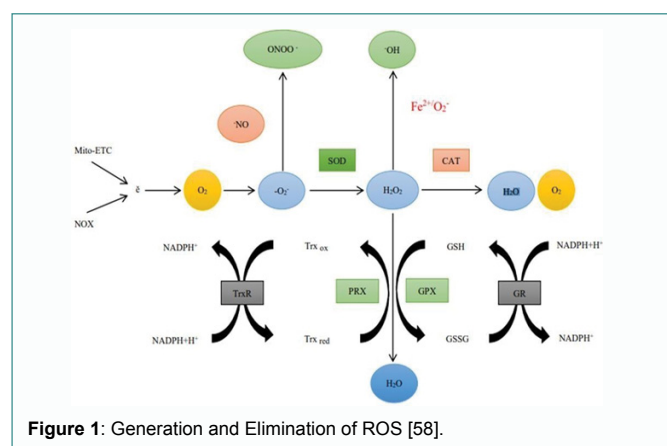 ONOO⁻
·OH
Fe²⁺/O₂⁻
·NO
Mito-ETC
SOD
CAT
ē
O₂
-O₂⁻
H₂O₂
H₂O
O₂
NOX
NADPH⁺
Trx ox
GSH
NADPH+H⁺
TrxR
PRX
GPX
GR
NADPH+H⁺
Trx red
GSSG
NADPH⁺
H₂O
Figure 1: Generation and Elimination of ROS [58].